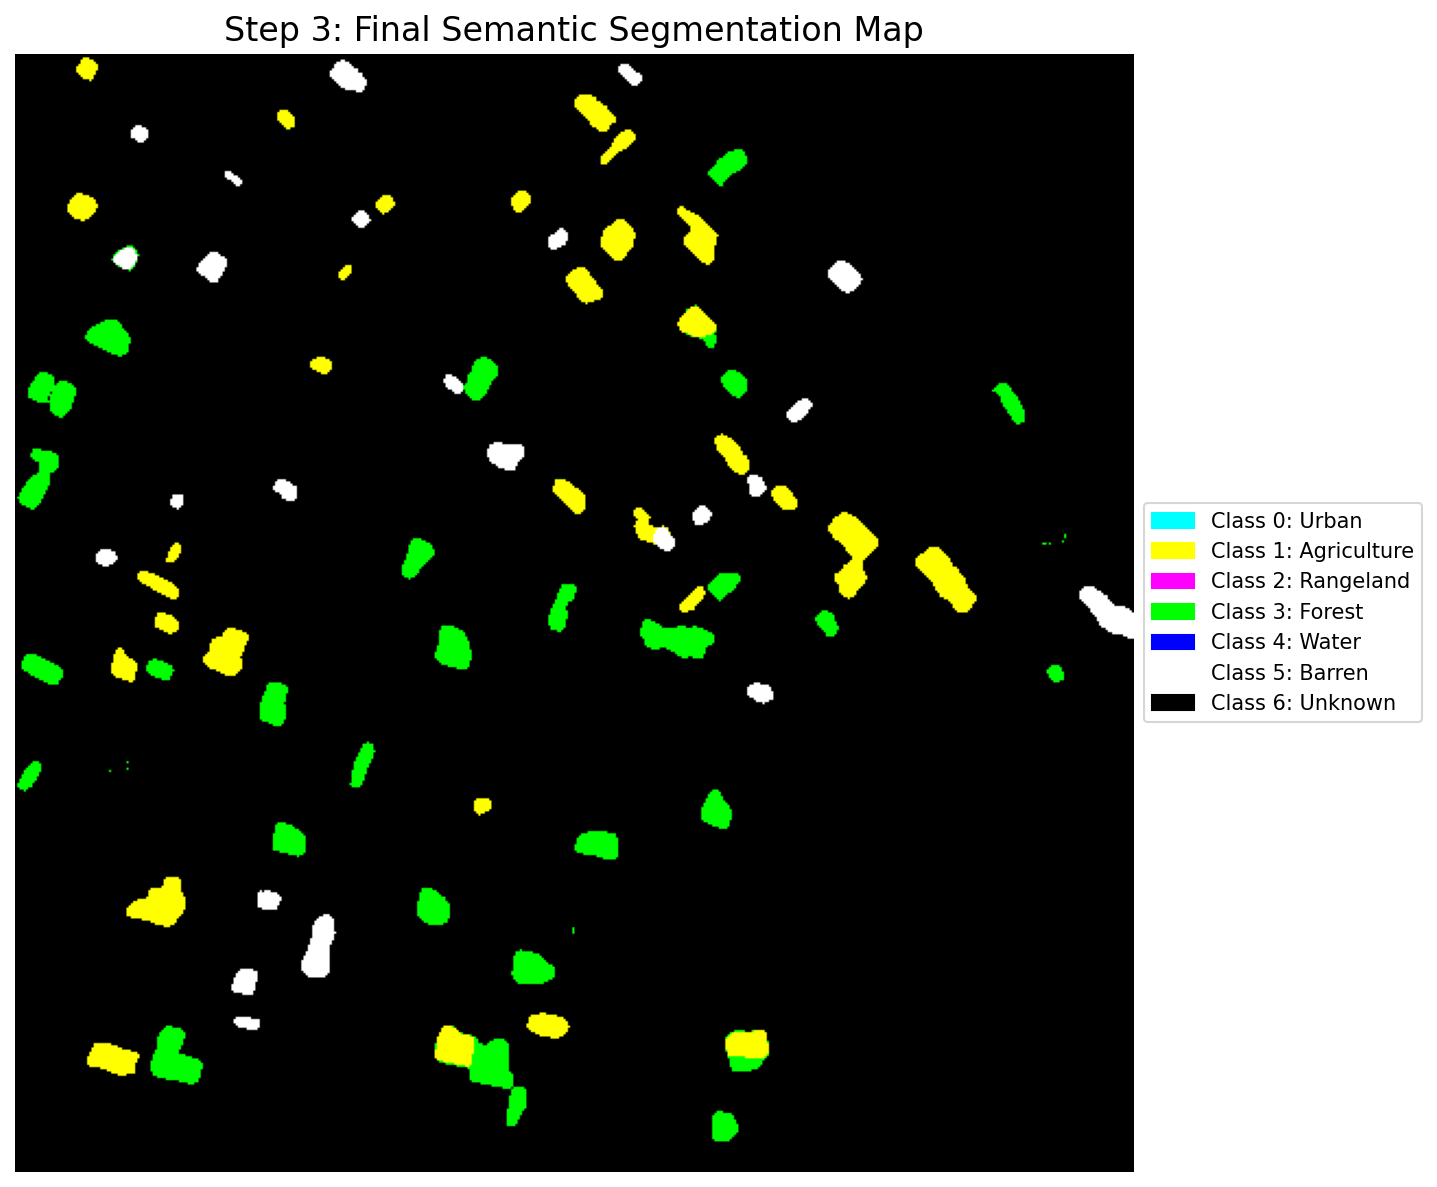 Step 3: Final Semantic Segmentation Map
Class 0: Urban
Class 1: Agriculture
Class 2: Rangeland
Class 3: Forest
Class 4: Water
Class 5: Barren
Class 6: Unknown